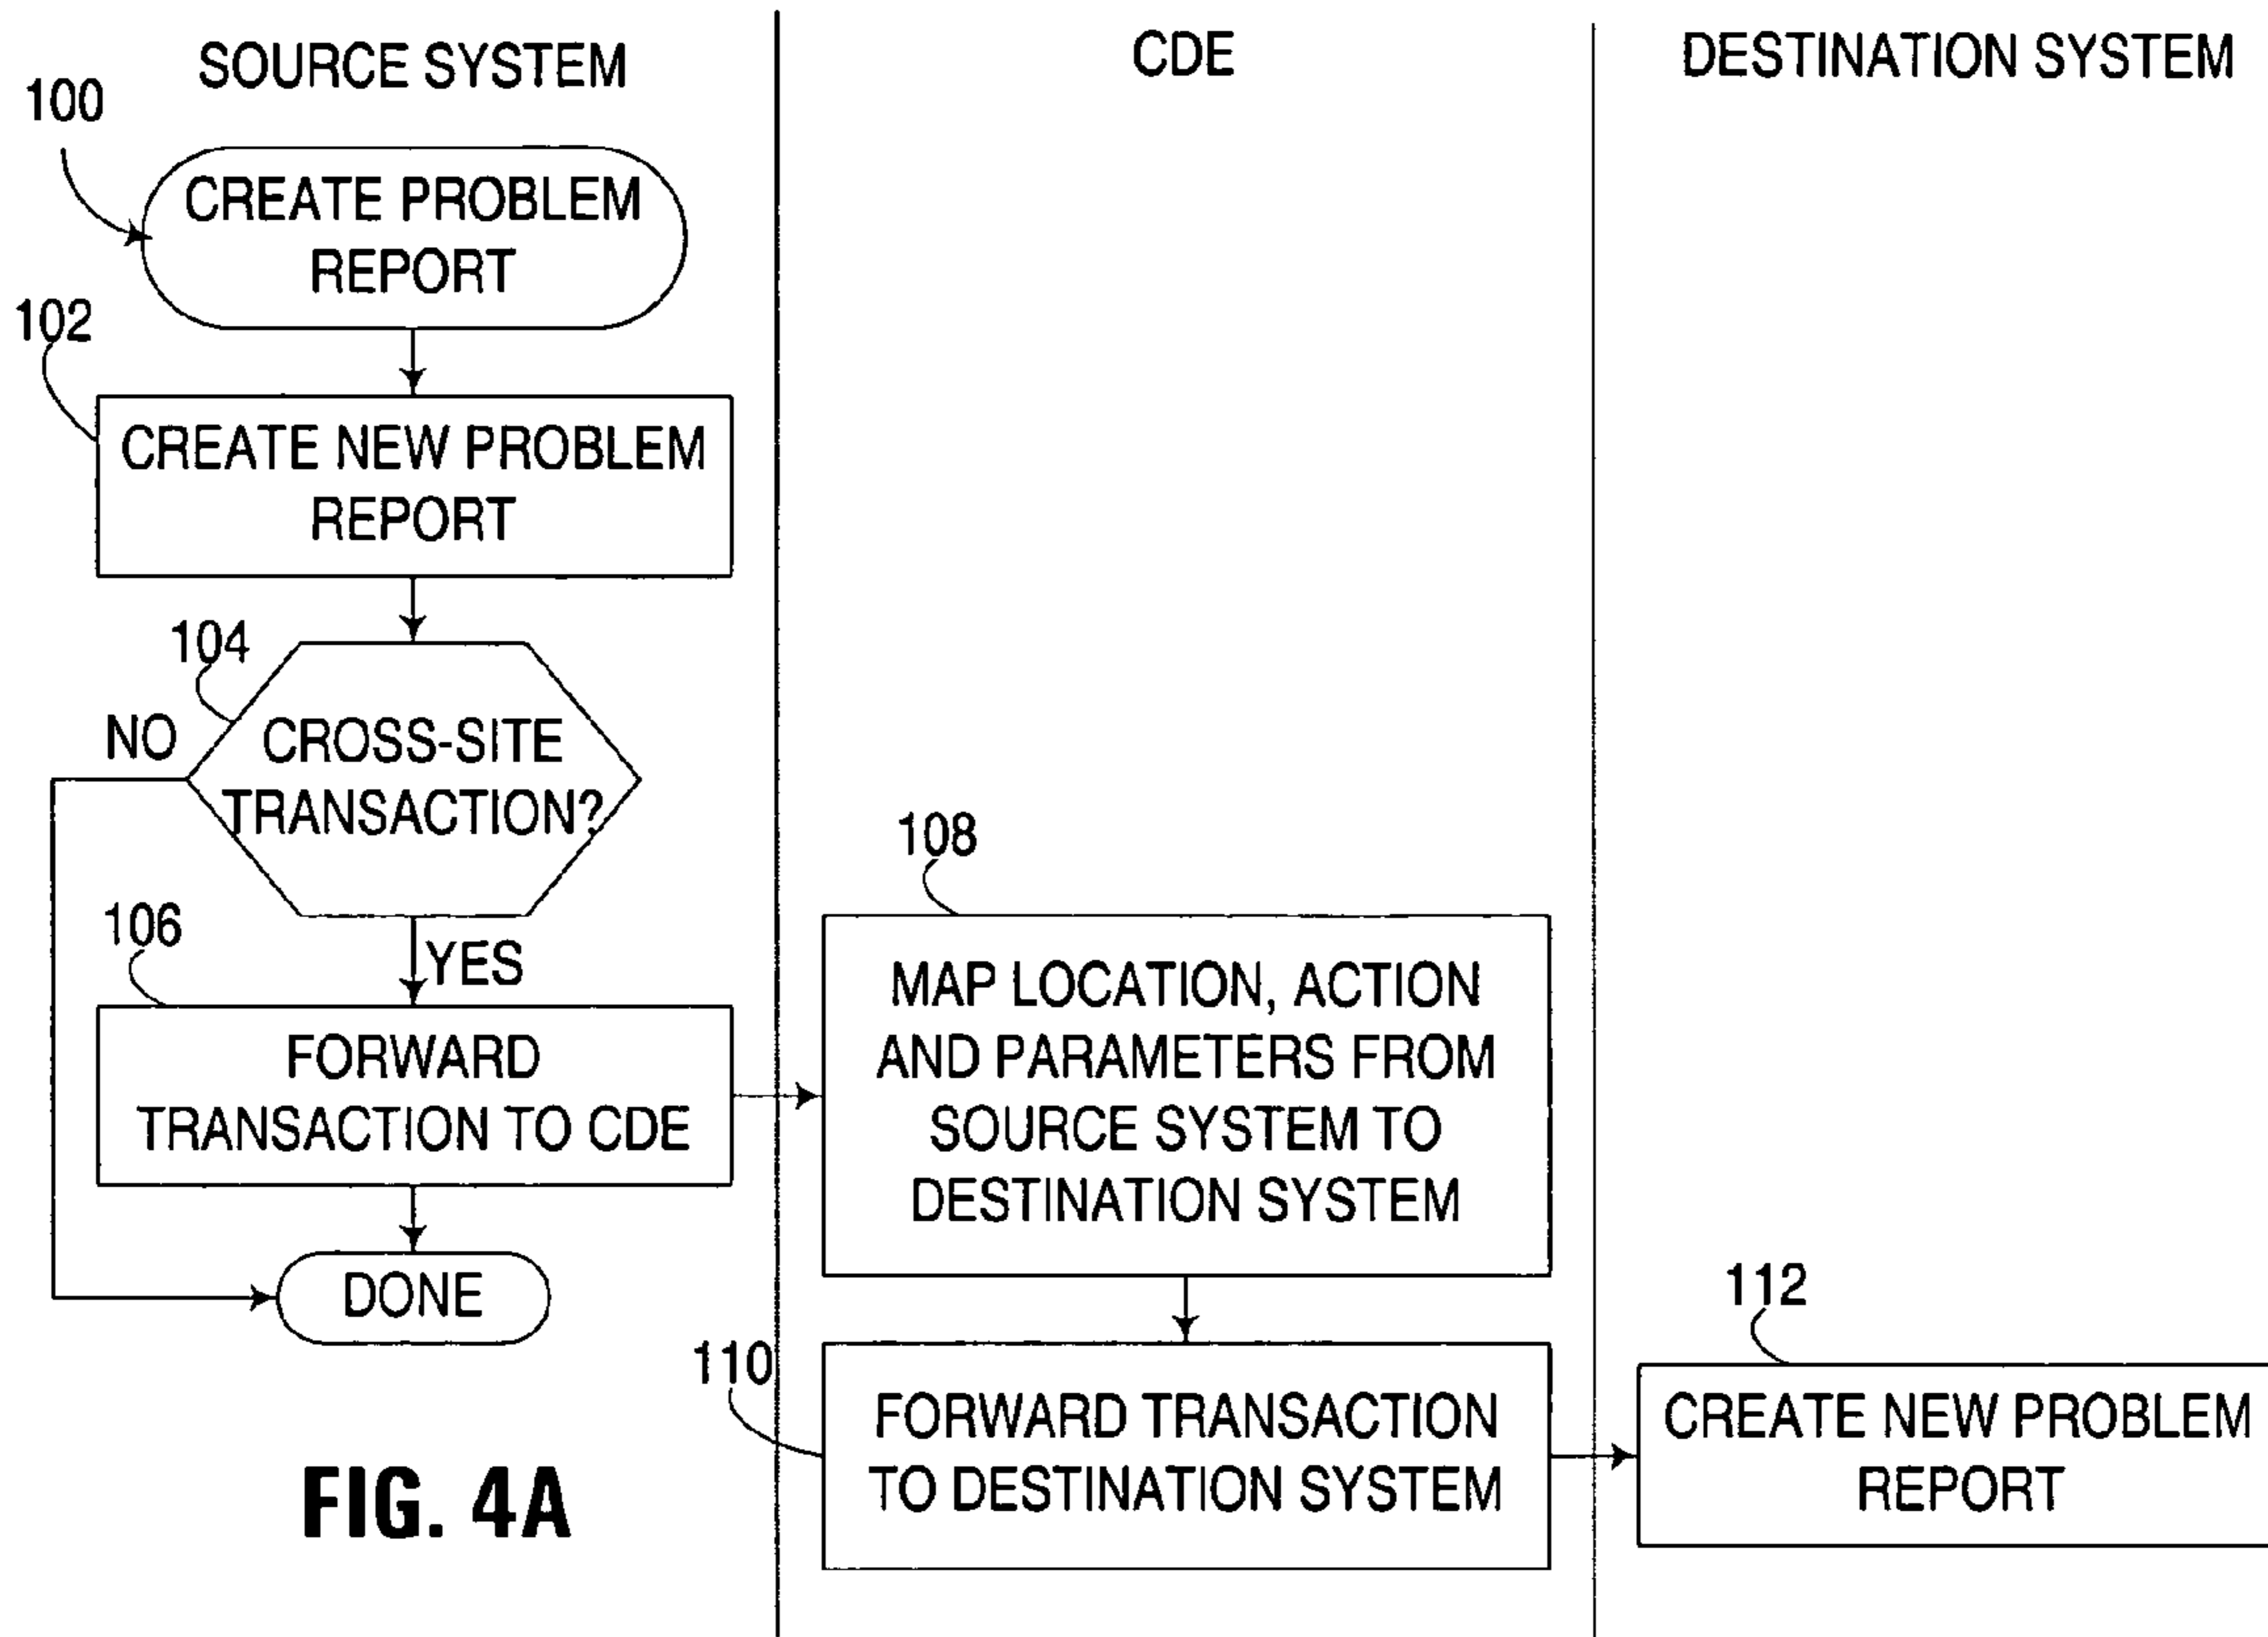 SOURCE SYSTEM
CDE
DESTINATION SYSTEM
100
CREATE PROBLEM
REPORT
102
CREATE NEW PROBLEM
REPORT
104
NO
CROSS-SITE
TRANSACTION?
YES
106
FORWARD
TRANSACTION TO CDE
DONE
108
MAP LOCATION, ACTION
AND PARAMETERS FROM
SOURCE SYSTEM TO
DESTINATION SYSTEM
110
FORWARD TRANSACTION
TO DESTINATION SYSTEM
112
CREATE NEW PROBLEM
REPORT
FIG. 4A